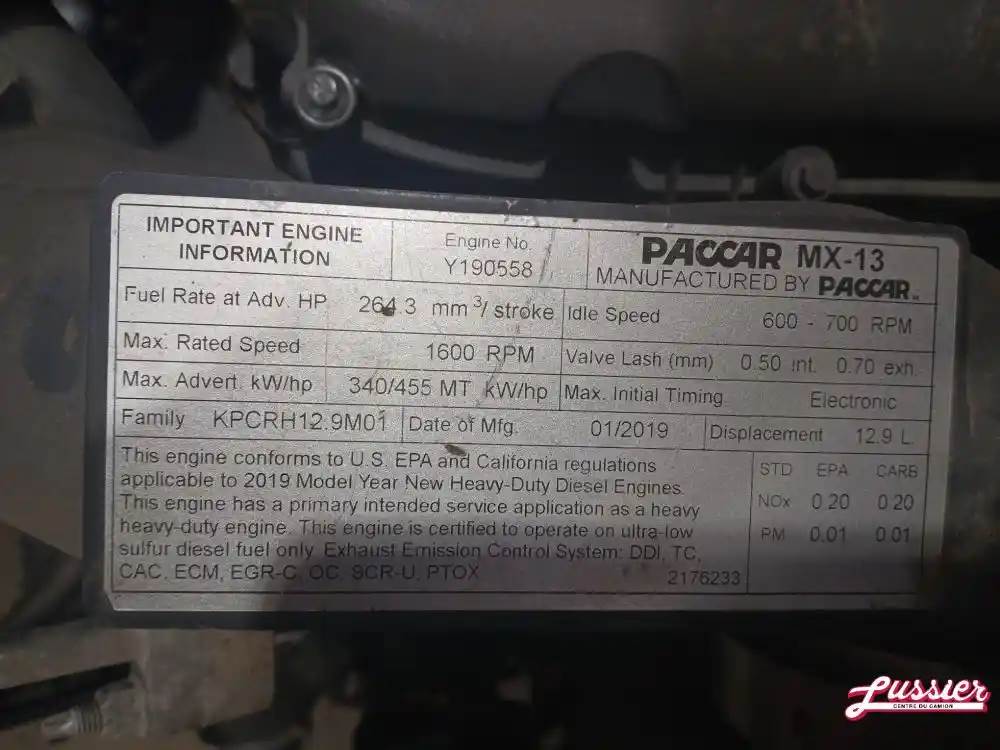 IMPORTANT ENGINE
INFORMATION
Engine No.
Y190558
PACCAR MX-13
MANUFACTURED BY PACCAR
Fuel Rate at Adv. HP 264.3 mm³/ stroke
Idle Speed 600 - 700 RPM
Max. Rated Speed 1600 RPM
Valve Lash (mm) 0.50 int. 0.70 exh.
Max. Advert. kW/hp 340/455 MT kW/hp
Max. Initial Timing Electronic
Family KPCRH12.9M01
Date of Mfg. 01/2019
Displacement 12.9 L
This engine conforms to U.S. EPA and California regulations
applicable to 2019 Model Year New Heavy-Duty Diesel Engines.
This engine has a primary intended service application as a heavy
heavy-duty engine. This engine is certified to operate on ultra-low
sulfur diesel fuel only. Exhaust Emission Control System: DDI, TC,
CAC, ECM, EGR-C, OC, SCR-U, PTOX
2176233
STD EPA CARB
NOx 0.20 0.20
PM 0.01 0.01
Lussier
CENTRE DU CAMION